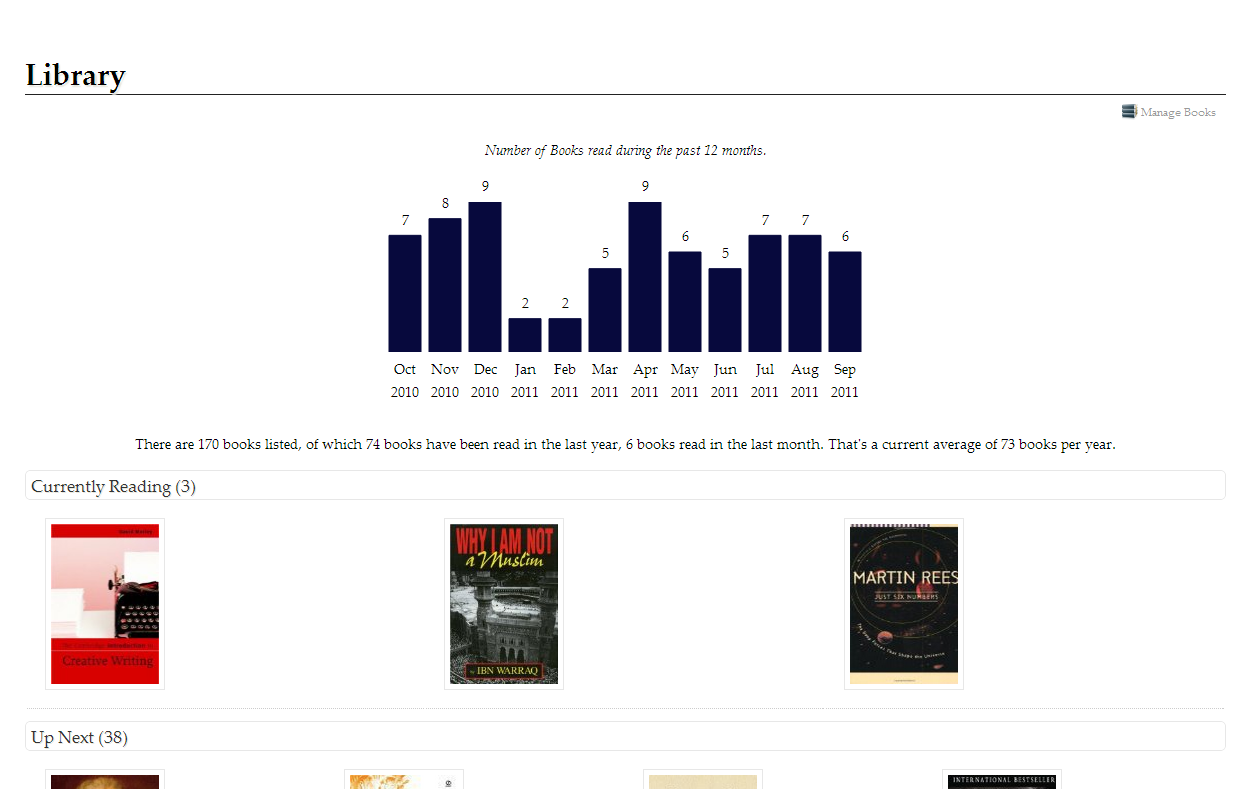 Library
Manage Books
Number of Books read during the past 12 months.
7 8 9 2 2 5 9 6 5 7 7 6
Oct Nov Dec Jan Feb Mar Apr May Jun Jul Aug Sep
2010 2010 2010 2011 2011 2011 2011 2011 2011 2011 2011 2011
There are 170 books listed, of which 74 books have been read in the last year, 6 books read in the last month. That's a current average of 73 books per year.
Currently Reading (3)
Introduction
Creative Writing
WHY I AM NOT
a Muslim
IBN WARRAQ
MARTIN REES
JUST SIX NUMBERS
The Deep Forces That Shape the Universe
Up Next (38)
INTERNATIONAL BESTSELLER